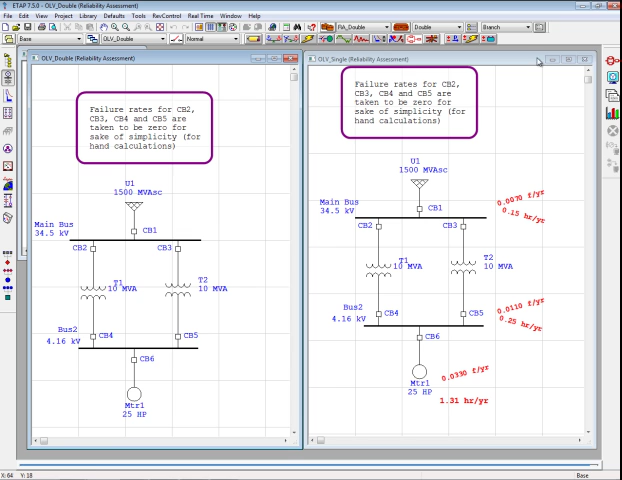 ETAP 7.5.0 - OLV_Double (Reliability Assessment)
File Edit View Project Library Defaults Tools RevControl Real Time Window Help
RA_Double
Double
Branch
Base
OLV_Double
Normal
OLV_Double (Reliability Assessment)
Failure rates for CB2,
CB3, CB4 and CB5 are
taken to be zero for
sake of simplicity (for
hand calculations)
U1
1500 MVAsc
CB1
Main Bus
34.5 kV
CB2
CB3
T1
10 MVA
T2
10 MVA
Bus2
4.16 kV
CB4
CB5
CB6
Mtr1
25 HP
OLV_Single (Reliability Assessment)
Failure rates for CB2,
CB3, CB4 and CB5 are
taken to be zero for
sake of simplicity (for
hand calculations)
U1
1500 MVAsc
CB1
0.0070 f/yr
0.15 hr/yr
Main Bus
34.5 kV
CB2
CB3
T1
10 MVA
T2
10 MVA
Bus2
4.16 kV
CB4
CB5
0.0110 f/yr
0.25 hr/yr
CB6
0.0330 f/yr
Mtr1
25 HP
1.31 hr/yr
X: 64 Y: 18
Base